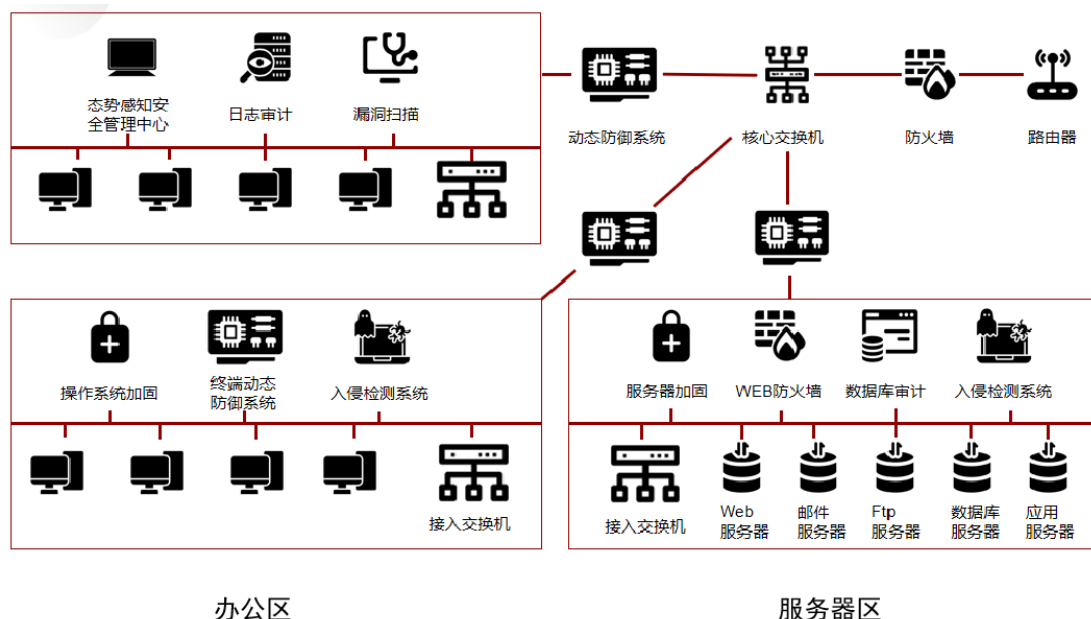 态势感知安
全管理中心
日志审计
漏洞扫描
动态防御系统
核心交换机
防火墙
路由器
操作系统加固
终端动态
防御系统
入侵检测系统
接入交换机
服务器加固
WEB防火墙
数据库审计
入侵检测系统
接入交换机
Web
服务器
邮件
服务器
Ftp
服务器
数据库
服务器
应用
服务器
办公区
服务器区